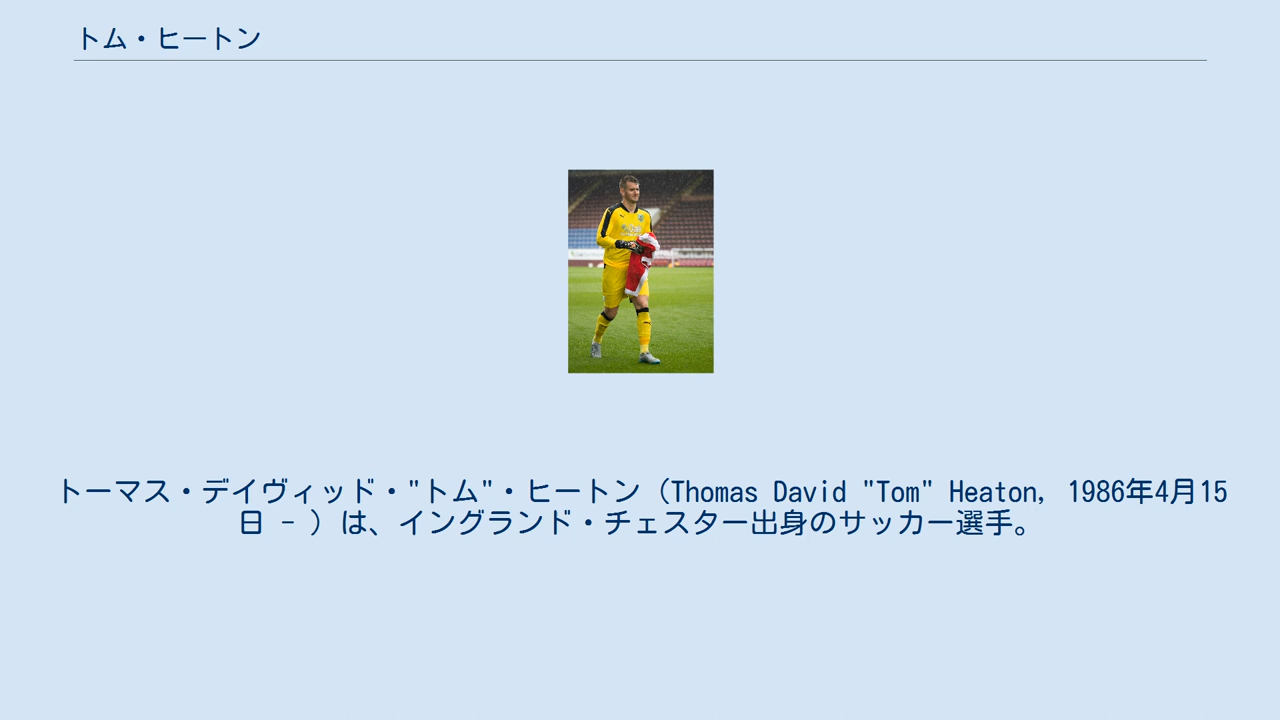 トム・ヒートン
トーマス・デイヴィッド・"トム"・ヒートン（Thomas David "Tom" Heaton, 1986年4月15
日 - ）は、イングランド・チェスター出身のサッカー選手。